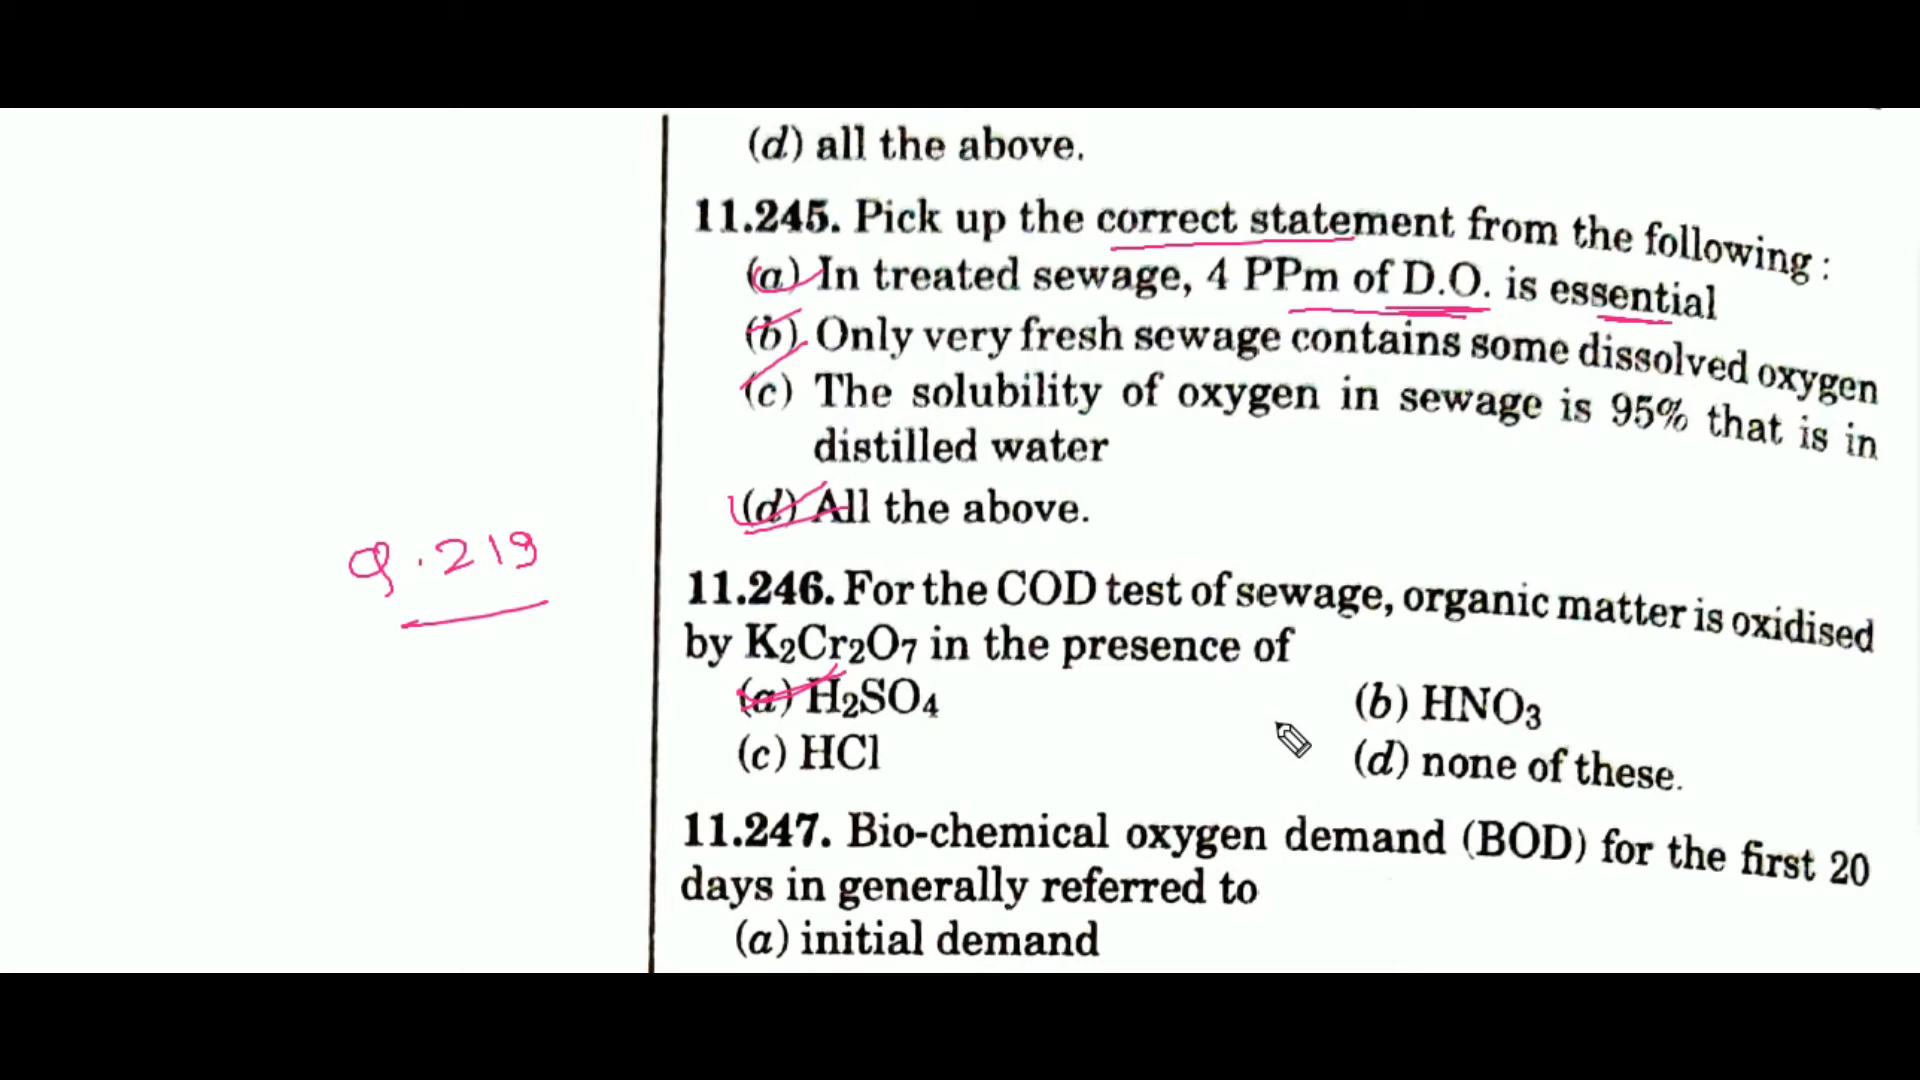 (d) all the above.
11.245. Pick up the correct statement from the following :
(a) In treated sewage, 4 PPm of D.O. is essential
(b) Only very fresh sewage contains some dissolved oxygen
(c) The solubility of oxygen in sewage is 95% that is in
distilled water
(d) All the above.
Q.219
11.246. For the COD test of sewage, organic matter is oxidised
by K₂Cr₂O₇ in the presence of
(a) H₂SO₄ (b) HNO₃
(c) HCl (d) none of these.
11.247. Bio-chemical oxygen demand (BOD) for the first 20
days in generally referred to
(a) initial demand